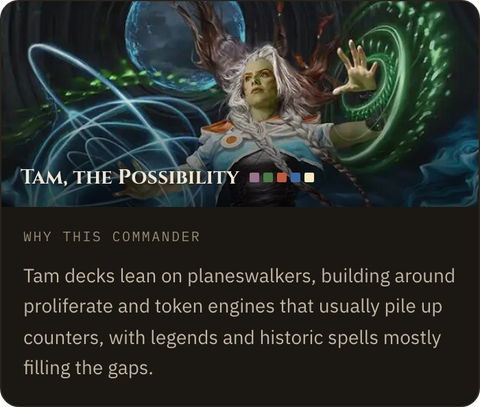 Tam, the Possibility
WHY THIS COMMANDER
Tam decks lean on planeswalkers, building around
proliferate and token engines that usually pile up
counters, with legends and historic spells mostly
filling the gaps.